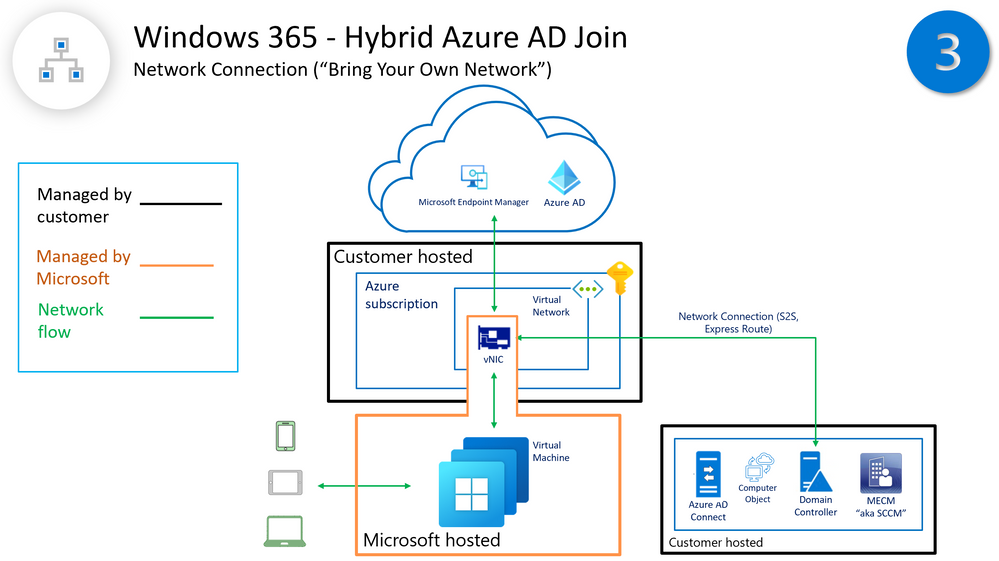 Windows 365 - Hybrid Azure AD Join
Network Connection (“Bring Your Own Network”)
3
Managed by
customer
Managed by
Microsoft
Network
flow
Microsoft Endpoint Manager
Azure AD
Customer hosted
Azure
subscription
Virtual
Network
vNIC
Network Connection (S2S,
Express Route)
Virtual
Machine
Microsoft hosted
Azure AD
Connect
Computer
Object
Domain
Controller
MECM
“aka SCCM”
Customer hosted